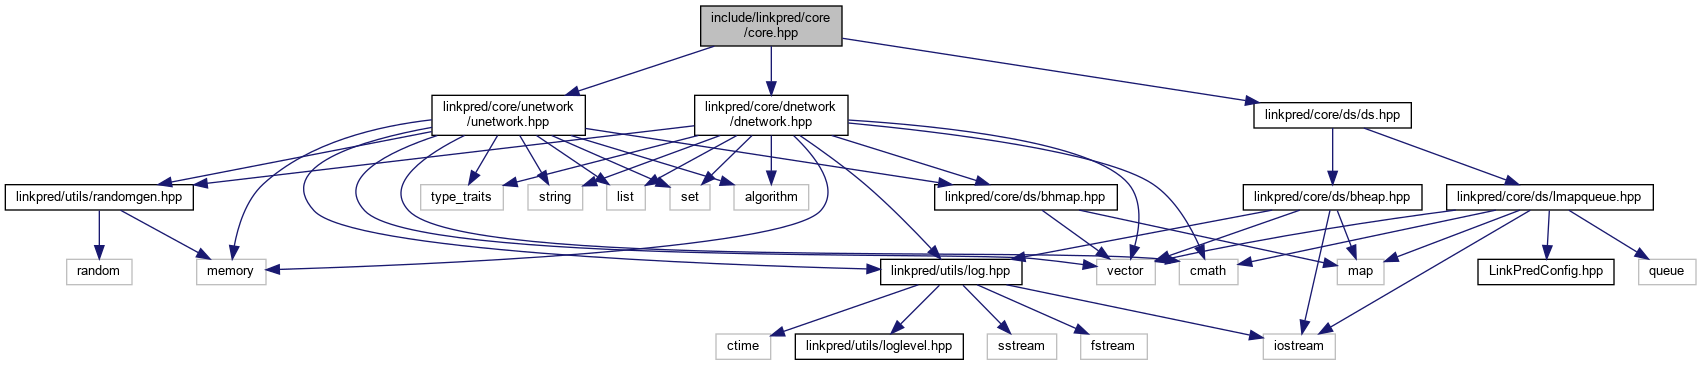 include/linkpred/core
/core.hpp
linkpred/core/unetwork
/unetwork.hpp
linkpred/core/dnetwork
/dnetwork.hpp
linkpred/core/ds/ds.hpp
linkpred/utils/randomgen.hpp
type_traits
string
list
set
algorithm
linkpred/core/ds/bhmap.hpp
linkpred/core/ds/bheap.hpp
linkpred/core/ds/lmapqueue.hpp
random
memory
linkpred/utils/log.hpp
vector
cmath
map
LinkPredConfig.hpp
queue
ctime
linkpred/utils/loglevel.hpp
sstream
fstream
iostream